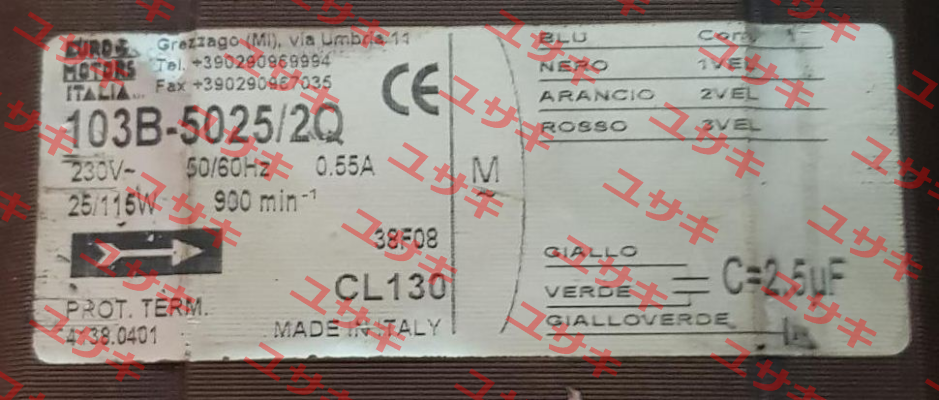 EURO
MOTORS
ITALIA
Grezzago (MI), via Umbria 11
Tel. +390290969994
Fax +390290967035
CE
103B-5025/2Q
230V~ 50/60Hz 0.55A
25/115W 900 min⁻¹
38F08
CL130
PROT. TERM.
4738.0401
MADE IN ITALY
M
~
BLU Com
NERO 1VEL
ARANCIO 2VEL
ROSSO 3VEL
GIALLO
VERDE
C=2.5uF
GIALLOVERDE
ユサキ